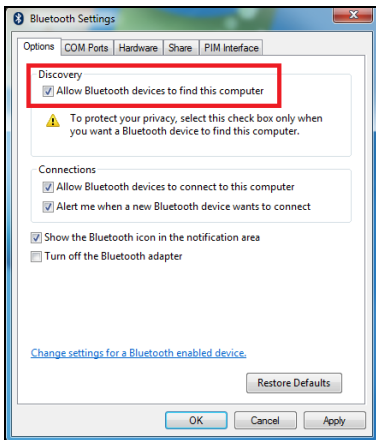 Bluetooth Settings
Options COM Ports Hardware Share PIM Interface
Discovery
Allow Bluetooth devices to find this computer
To protect your privacy, select this check box only when
you want a Bluetooth device to find this computer.
Connections
Allow Bluetooth devices to connect to this computer
Alert me when a new Bluetooth device wants to connect
Show the Bluetooth icon in the notification area
Turn off the Bluetooth adapter
Change settings for a Bluetooth enabled device.
Restore Defaults
OK Cancel Apply